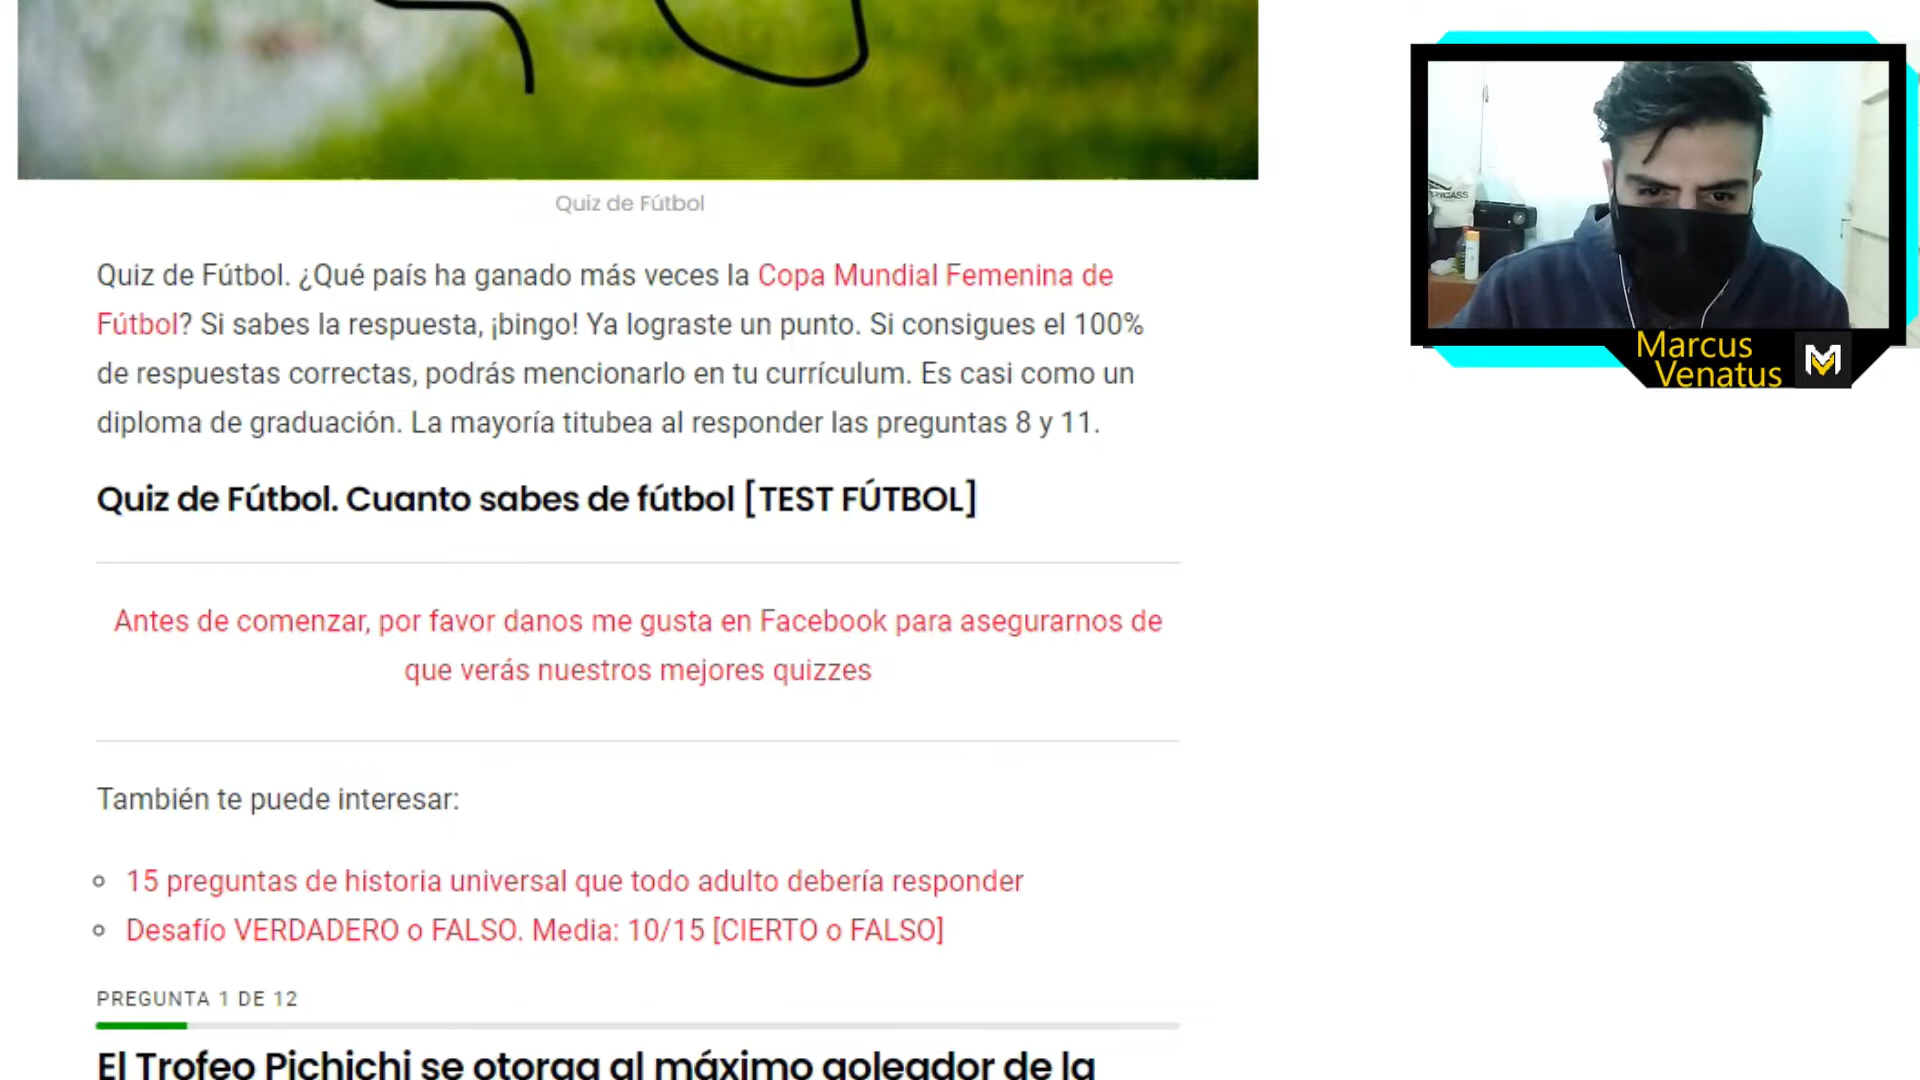 Quiz de Fútbol
Quiz de Fútbol. ¿Qué país ha ganado más veces la Copa Mundial Femenina de
Fútbol? Si sabes la respuesta, ¡bingo! Ya lograste un punto. Si consigues el 100%
de respuestas correctas, podrás mencionarlo en tu currículum. Es casi como un
diploma de graduación. La mayoría titubea al responder las preguntas 8 y 11.
Quiz de Fútbol. Cuanto sabes de fútbol [TEST FÚTBOL]
Antes de comenzar, por favor danos me gusta en Facebook para asegurarnos de
que verás nuestros mejores quizzes
También te puede interesar:
15 preguntas de historia universal que todo adulto debería responder
Desafío VERDADERO o FALSO. Media: 10/15 [CIERTO o FALSO]
PREGUNTA 1 DE 12
El Trofeo Pichichi se otorga al máximo goleador de la
Marcus
Venatus